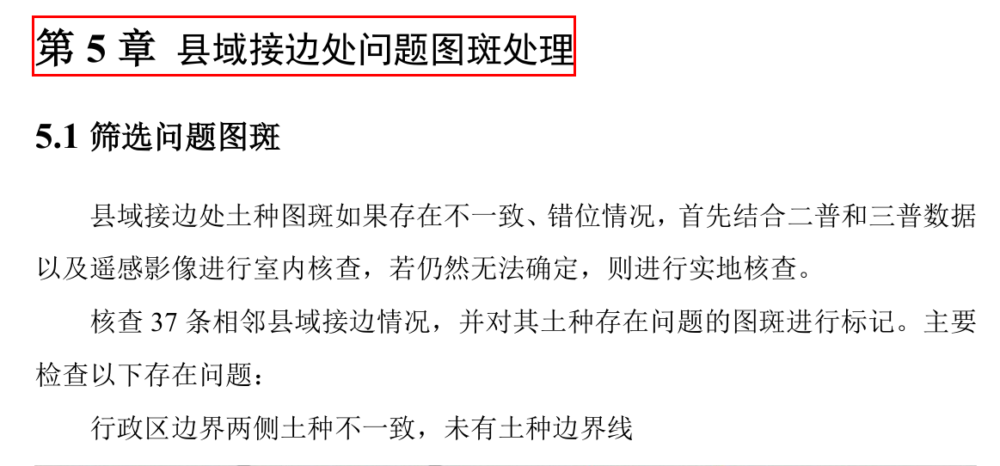 第 5 章 县域接边处问题图斑处理
5.1 筛选问题图斑
县域接边处土种图斑如果存在不一致、错位情况，首先结合二普和三普数据
以及遥感影像进行室内核查，若仍然无法确定，则进行实地核查。
核查 37 条相邻县域接边情况，并对其土种存在问题的图斑进行标记。主要
检查以下存在问题：
行政区边界两侧土种不一致，未有土种边界线